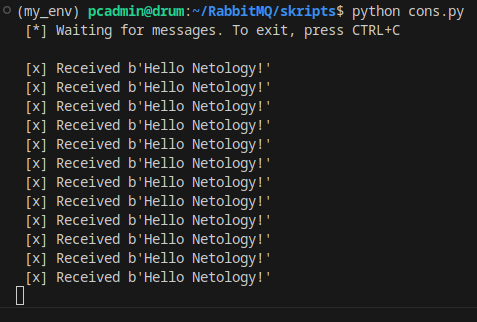 (my_env) pcadmin@drum:~/RabbitMQ/skripts$ python cons.py
[*] Waiting for messages. To exit, press CTRL+C
[x] Received b'Hello Netology!'
[x] Received b'Hello Netology!'
[x] Received b'Hello Netology!'
[x] Received b'Hello Netology!'
[x] Received b'Hello Netology!'
[x] Received b'Hello Netology!'
[x] Received b'Hello Netology!'
[x] Received b'Hello Netology!'
[x] Received b'Hello Netology!'
[x] Received b'Hello Netology!'
[x] Received b'Hello Netology!'
[x] Received b'Hello Netology!'